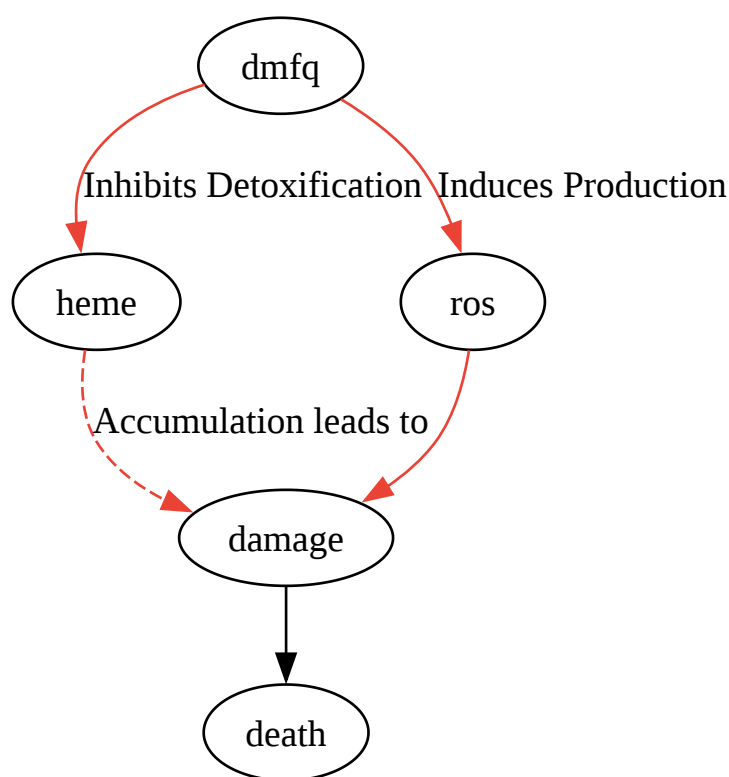 dmfq
Inhibits Detoxification
Induces Production
heme
ros
Accumulation leads to
damage
death